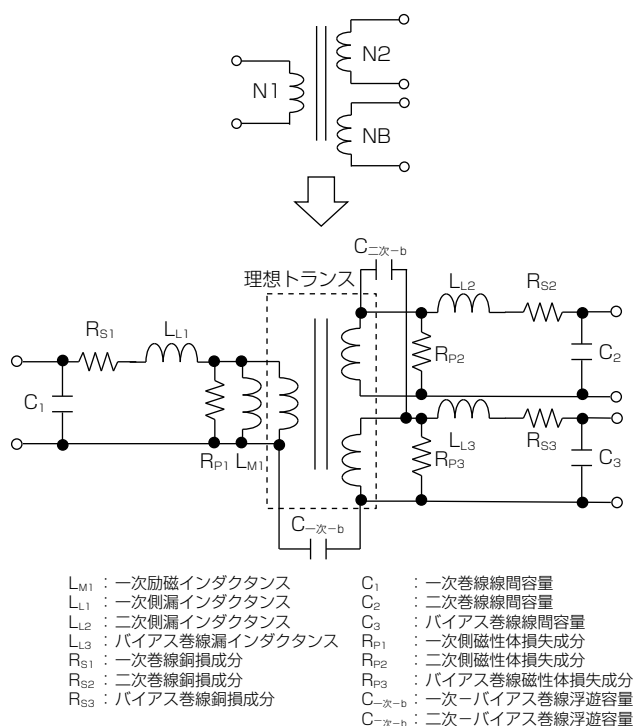 N1
N2
NB
C二次-b
理想トランス
LL2
RS2
RS1
LL1
RP2
C2
C1
RP1
LM1
LL3
RS3
RP3
C3
C一次-b
LM1 : 一次励磁インダクタンス
LL1 : 一次側漏インダクタンス
LL2 : 二次側漏インダクタンス
LL3 : バイアス巻線漏インダクタンス
RS1 : 一次巻線銅損成分
RS2 : 二次巻線銅損成分
RS3 : バイアス巻線銅損成分
C1 : 一次巻線線間容量
C2 : 二次巻線線間容量
C3 : バイアス巻線線間容量
RP1 : 一次側磁性体損失成分
RP2 : 二次側磁性体損失成分
RP3 : バイアス巻線磁性体損失成分
C一次-b : 一次-バイアス巻線浮遊容量
C二次-b : 二次-バイアス巻線浮遊容量